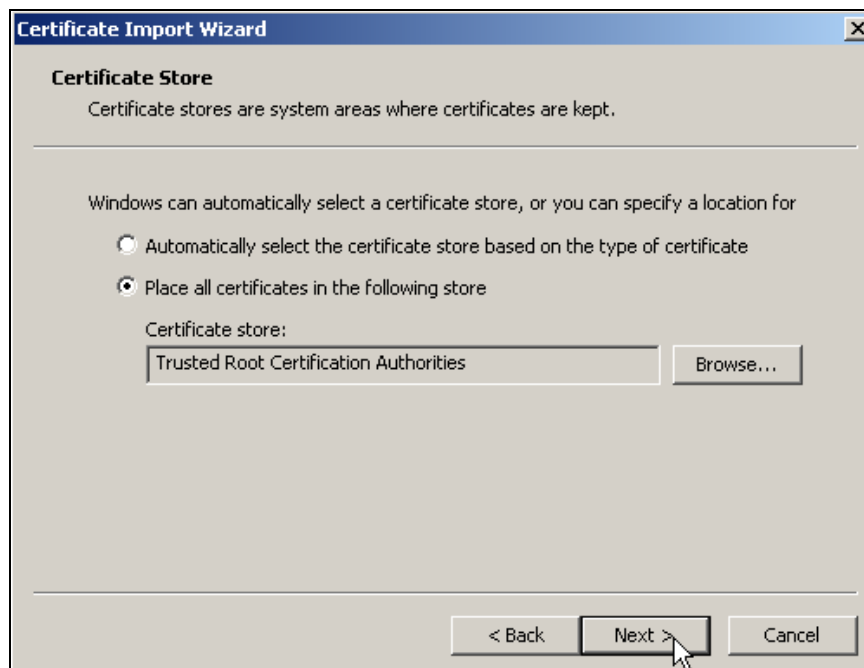 Certificate Import Wizard
Certificate Store
Certificate stores are system areas where certificates are kept.
Windows can automatically select a certificate store, or you can specify a location for
Automatically select the certificate store based on the type of certificate
Place all certificates in the following store
Certificate store:
Trusted Root Certification Authorities
Browse...
< Back
Next >
Cancel